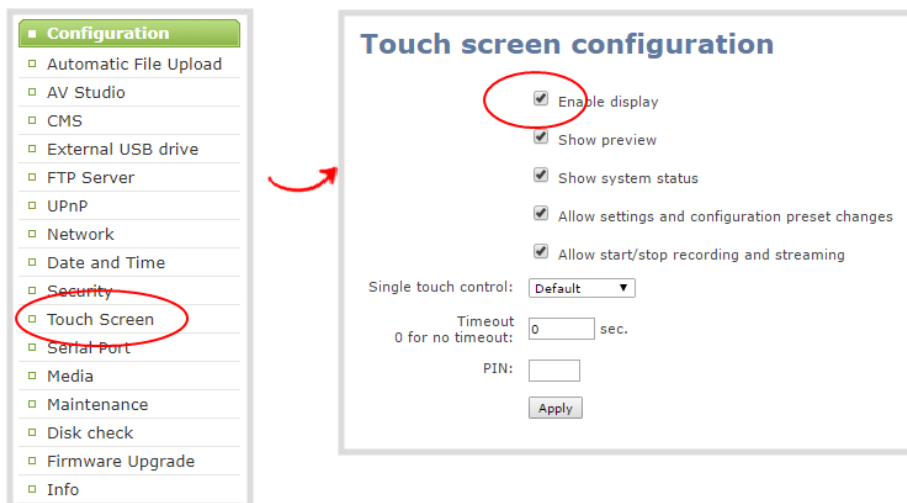 Configuration
Automatic File Upload
AV Studio
CMS
External USB drive
FTP Server
UPnP
Network
Date and Time
Security
Touch Screen
Serial Port
Media
Maintenance
Disk check
Firmware Upgrade
Info
Touch screen configuration
Enable display
Show preview
Show system status
Allow settings and configuration preset changes
Allow start/stop recording and streaming
Single touch control: Default
Timeout
0 for no timeout: 0 sec.
PIN:
Apply